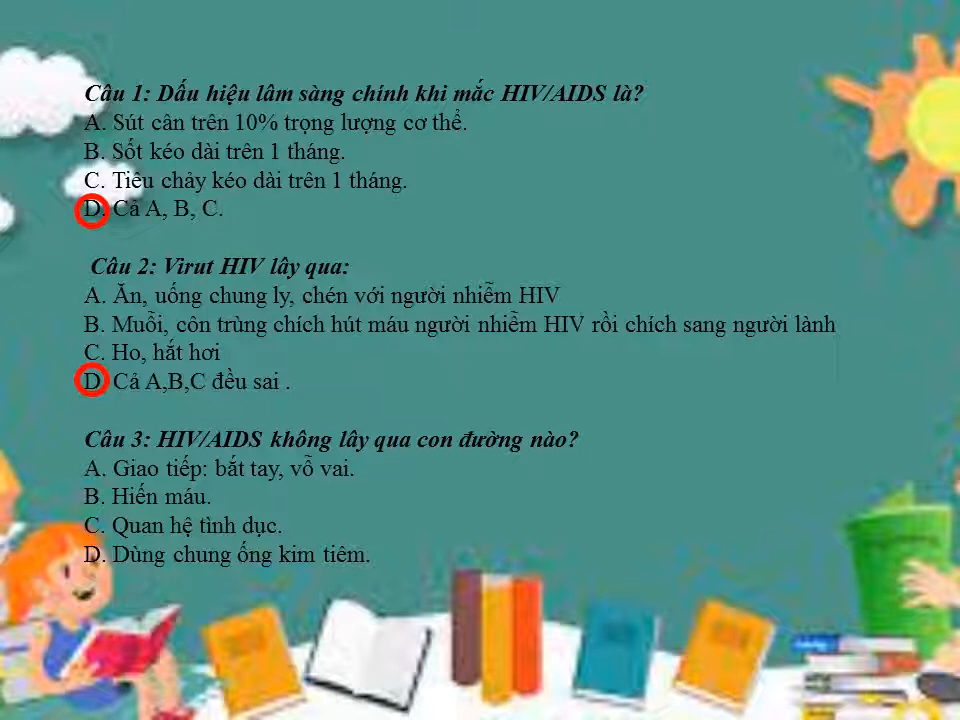 Câu 1: Dấu hiệu lâm sàng chính khi mắc HIV/AIDS là?
A. Sút cân trên 10% trọng lượng cơ thể.
B. Sốt kéo dài trên 1 tháng.
C. Tiêu chảy kéo dài trên 1 tháng.
D. Cả A, B, C.
Câu 2: Virut HIV lây qua:
A. Ăn, uống chung ly, chén với người nhiễm HIV
B. Muỗi, côn trùng chích hút máu người nhiễm HIV rồi chích sang người lành
C. Ho, hắt hơi
D. Cả A,B,C đều sai .
Câu 3: HIV/AIDS không lây qua con đường nào?
A. Giao tiếp: bắt tay, vỗ vai.
B. Hiến máu.
C. Quan hệ tình dục.
D. Dùng chung ống kim tiêm.